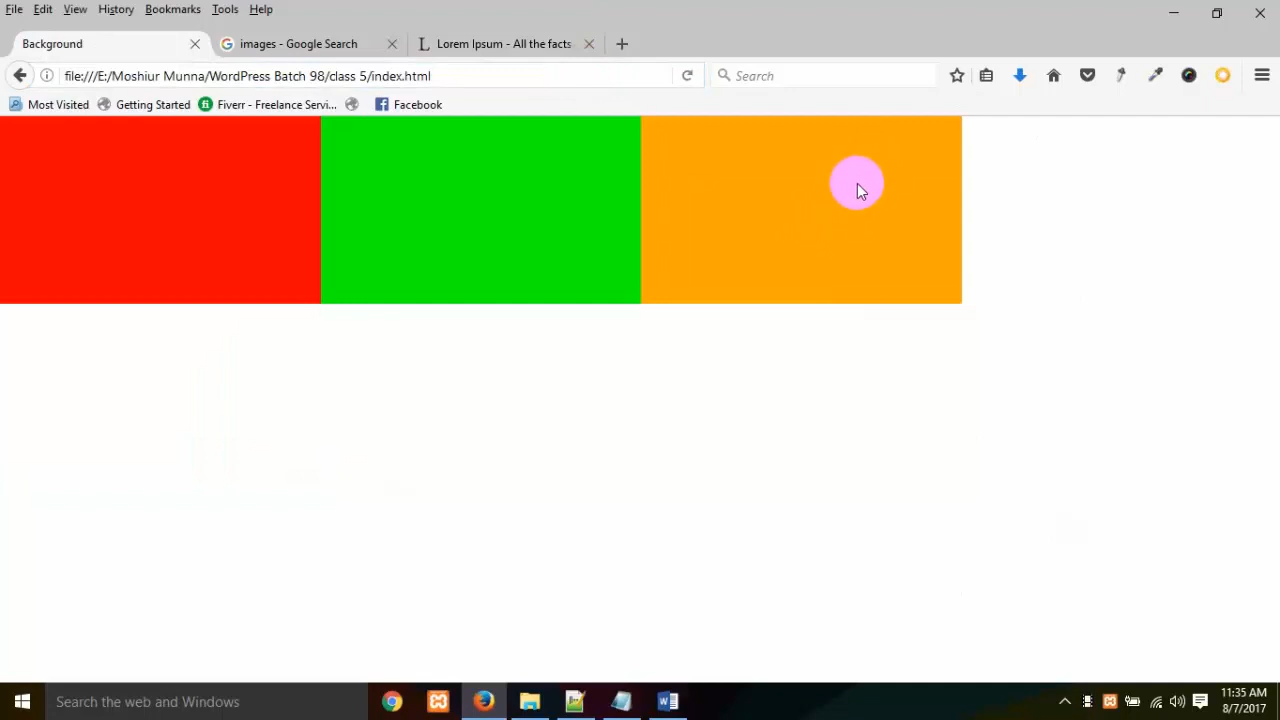 File Edit View History Bookmarks Tools Help
Background images - Google Search Lorem Ipsum - All the facts
file:///E:/Moshiur Munna/WordPress Batch 98/class 5/index.html Search
Most Visited Getting Started Fiverr - Freelance Servi... Facebook
Search the web and Windows
11:35 AM
8/7/2017